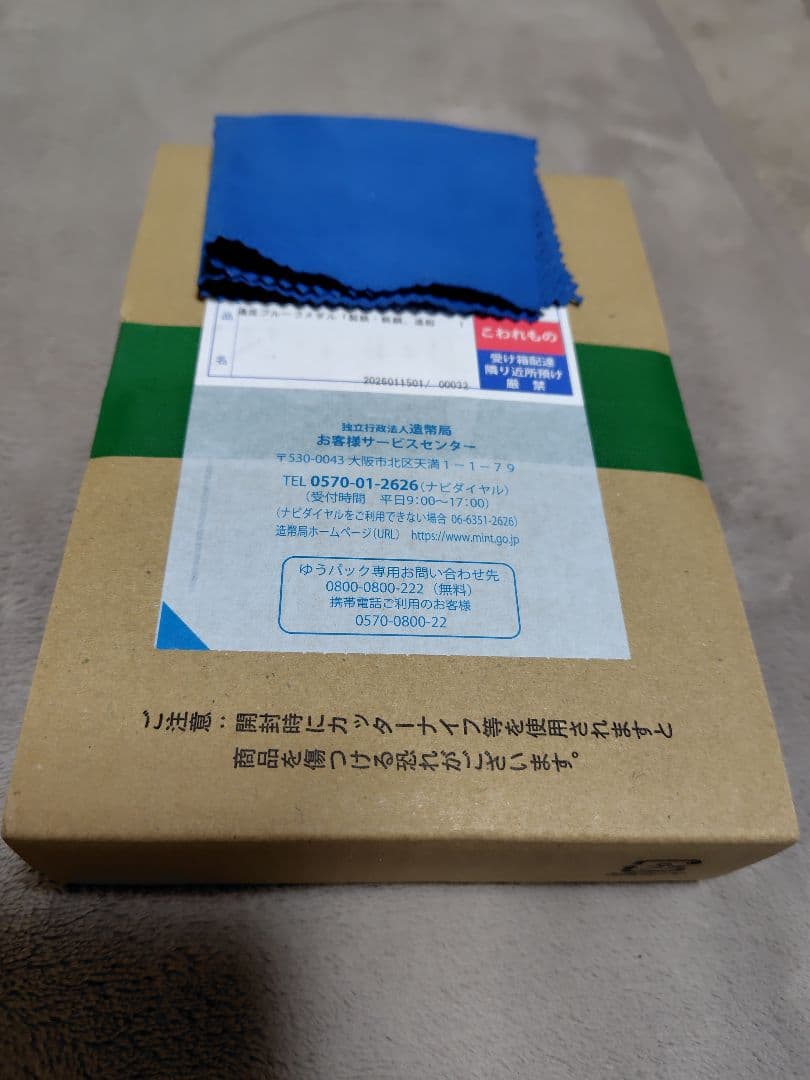 品
名
こわれもの
受け箱配達
隣り近所預け
厳 禁
2026011501/ 00033
独立行政法人造幣局
お客様サービスセンター
〒530-0043 大阪市北区天満1-1-79
TEL 0570-01-2626(ナビダイヤル)
(受付時間 平日9:00~17:00)
(ナビダイヤルをご利用できない場合 06-6351-2626)
造幣局ホームページ(URL) https://www.mint.go.jp
ゆうパック専用お問い合わせ先
0800-0800-222(無料)
携帯電話ご利用のお客様
0570-0800-22
ご注意:開封時にカッターナイフ等を使用されますと
商品を傷つける恐れがございます。